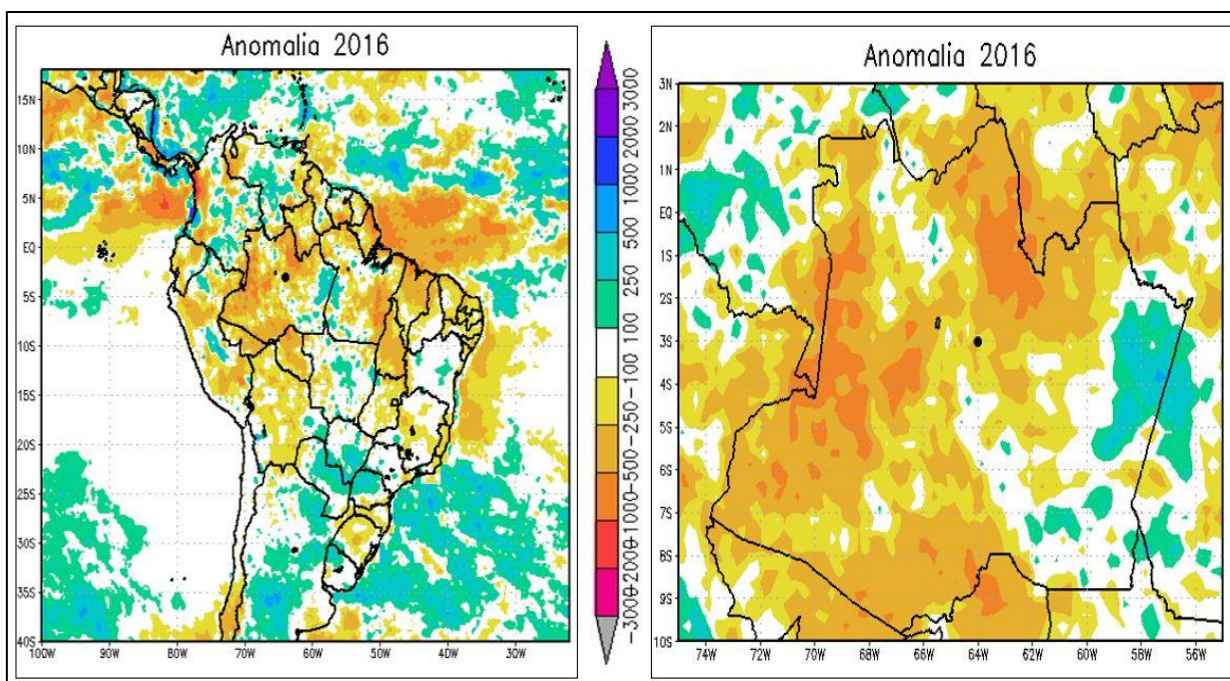 Anomalia 2016
15N
10N
5N
EQ
5S
10S
15S
20S
25S
30S
35S
40S
100W 90W 80W 70W 60W 50W 40W 30W
3000
2000
1000
500
250
100
-100
-250
-500
-1000
-2000
-3000
Anomalia 2016
3N
2N
1N
EQ
1S
2S
3S
4S
5S
6S
7S
8S
9S
10S
74W 72W 70W 68W 66W 64W 62W 60W 58W 56W